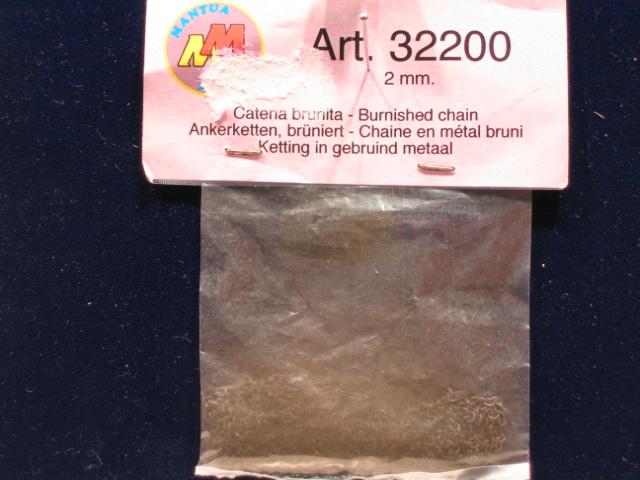 MANTUA
MM
Art. 32200
2 mm.
Catena brunita - Burnished chain
Ankerketten, brüniert - Chaine en métal bruni
Ketting in gebruind metaal